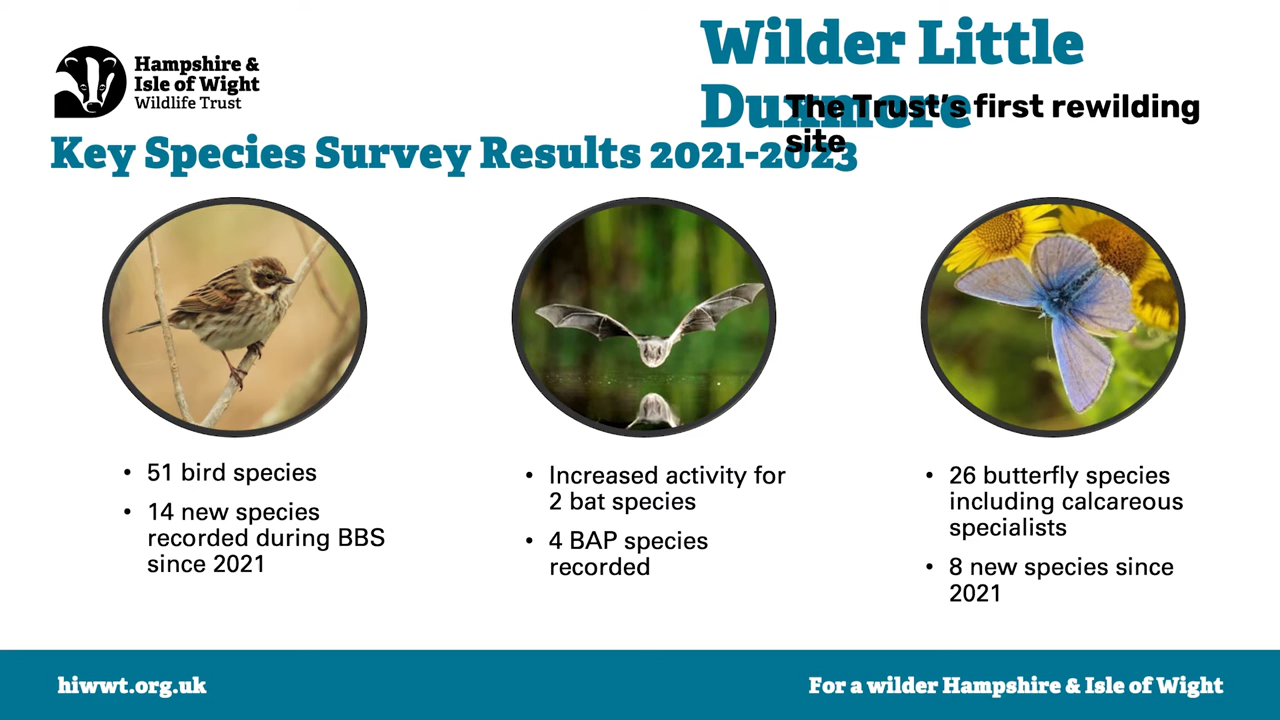 Hampshire &
Isle of Wight
Wildlife Trust
Wilder Little
Dunmore
The Trust's first rewilding
site
Key Species Survey Results 2021-2023
• 51 bird species
• 14 new species
recorded during BBS
since 2021
• Increased activity for
2 bat species
• 4 BAP species
recorded
• 26 butterfly species
including calcareous
specialists
• 8 new species since
2021
hiwwt.org.uk
For a wilder Hampshire & Isle of Wight